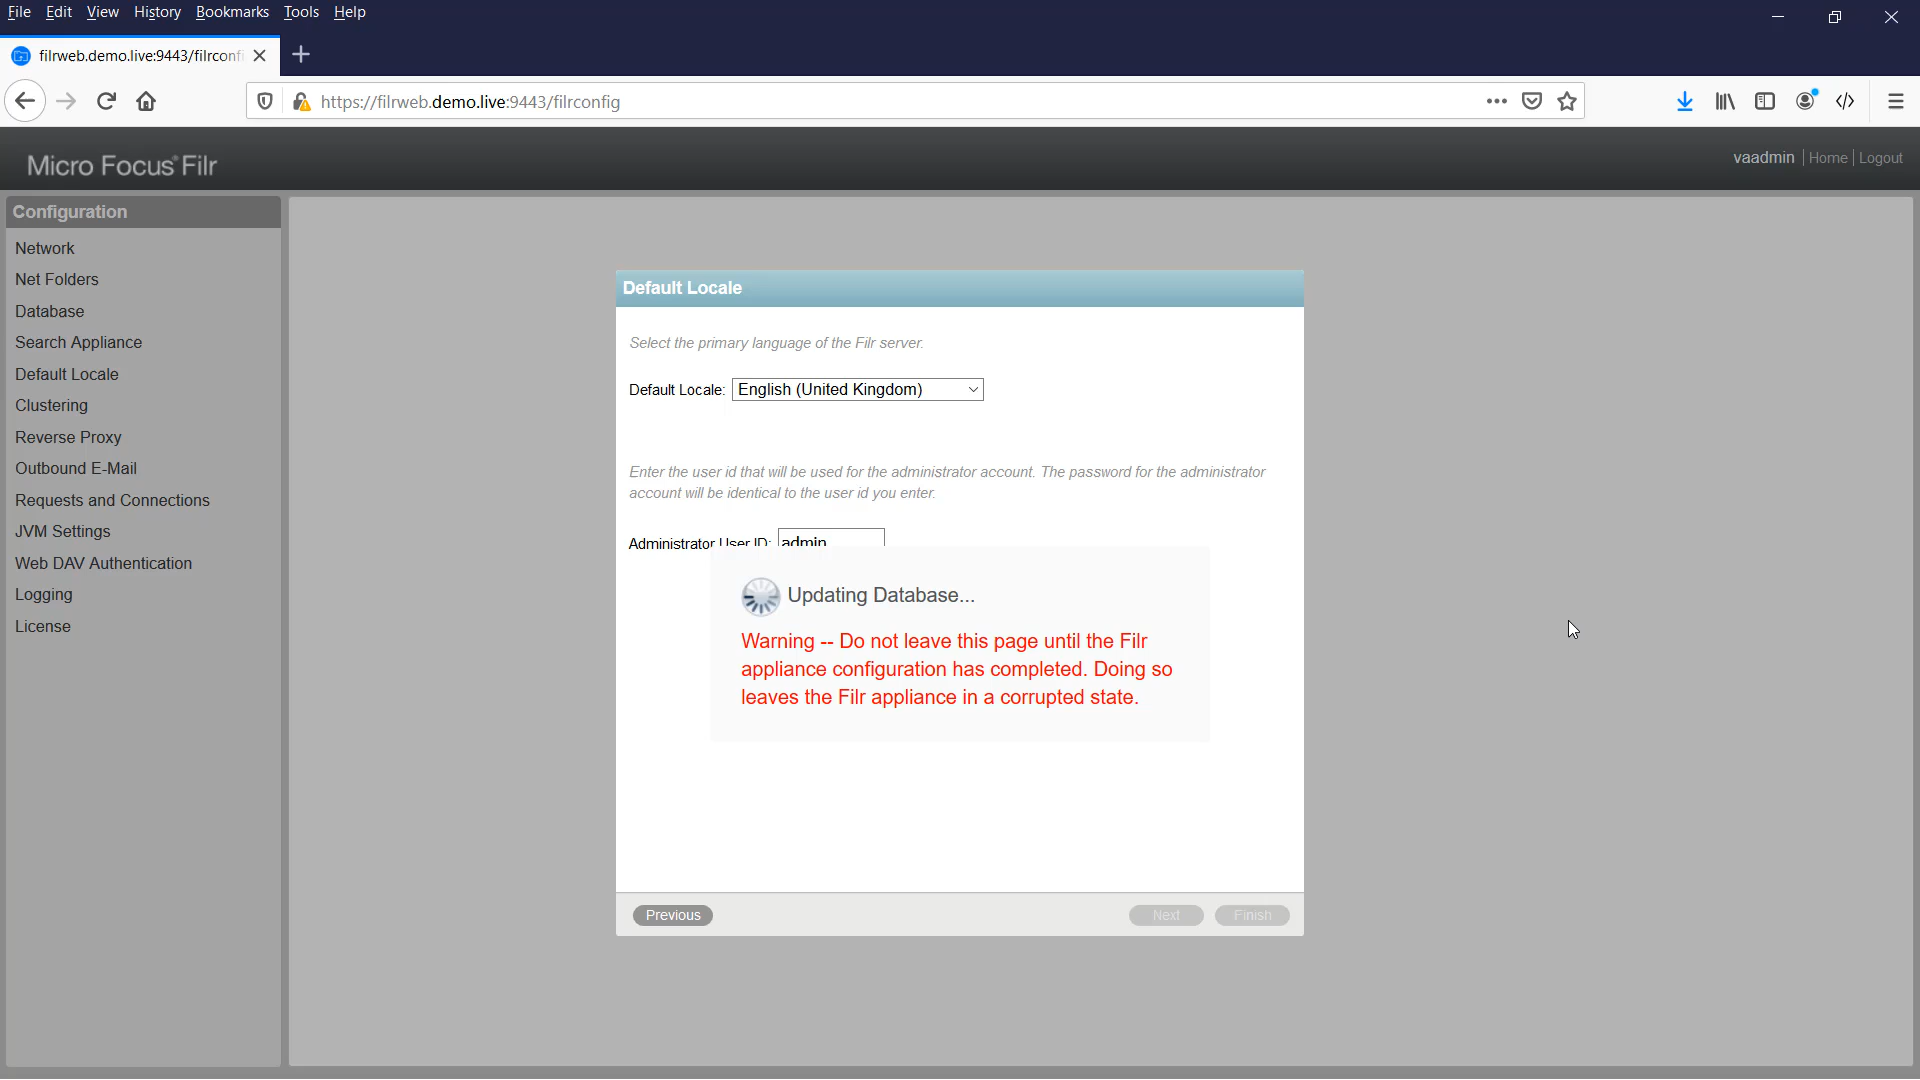 File Edit View History Bookmarks Tools Help
filrweb.demo.live:9443/filrconfi
https://filrweb.demo.live:9443/filrconfig
Micro Focus® Filr
vaadmin | Home | Logout
Configuration
Network
Net Folders
Database
Search Appliance
Default Locale
Clustering
Reverse Proxy
Outbound E-Mail
Requests and Connections
JVM Settings
Web DAV Authentication
Logging
License
Default Locale
Select the primary language of the Filr server.
Default Locale: English (United Kingdom)
Enter the user id that will be used for the administrator account. The password for the administrator
account will be identical to the user id you enter.
Administrator User ID: admin
Updating Database...
Warning -- Do not leave this page until the Filr
appliance configuration has completed. Doing so
leaves the Filr appliance in a corrupted state.
Previous Next Finish